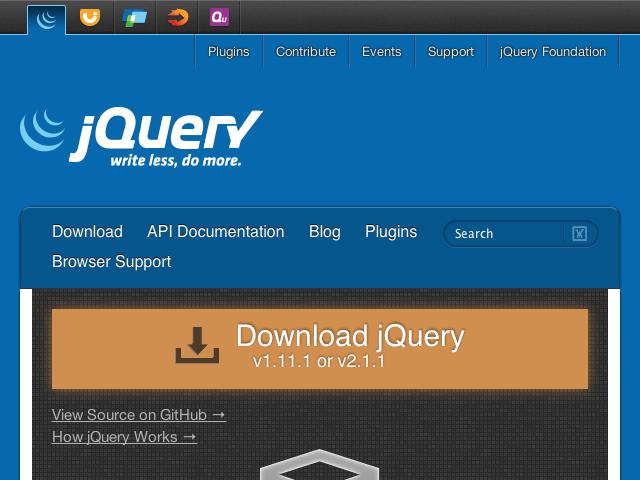 Qu
Plugins
Contribute
Events
Support
jQuery Foundation
jQuery
write less, do more.
Download
API Documentation
Blog
Plugins
Search
Browser Support
Download jQuery
v1.11.1 or v2.1.1
View Source on GitHub →
How jQuery Works →